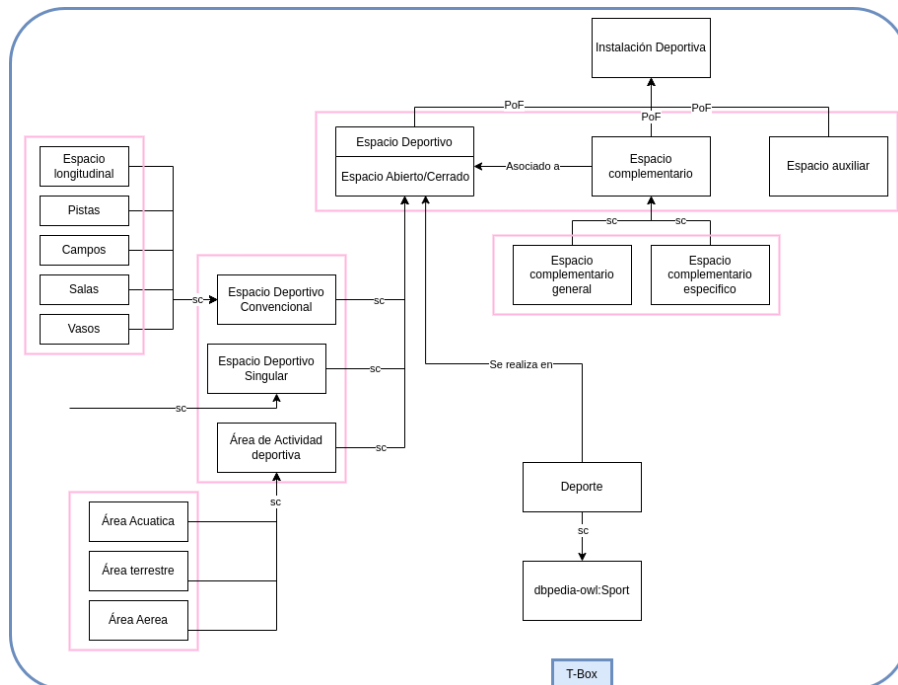 Instalación Deportiva
PoF
PoF
PoF
Espacio Deportivo
Espacio Abierto/Cerrado
Asociado a
Espacio
complementario
Espacio auxiliar
sc
sc
Espacio
complementario
general
Espacio
complementario
especifico
Espacio
longitudinal
Pistas
Campos
Salas
Vasos
sc
Espacio Deportivo
Convencional
sc
Espacio Deportivo
Singular
sc
sc
Área de Actividad
deportiva
sc
sc
Área Acuatica
Área terrestre
Área Aerea
Se realiza en
Deporte
sc
dbpedia-owl:Sport
T-Box